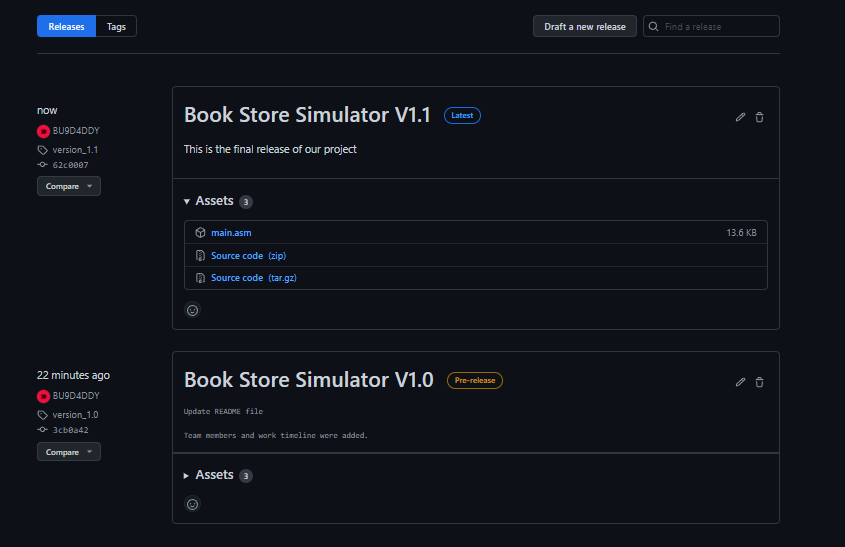 Releases Tags Draft a new release Find a release
now
BU9D4DDY
version_1.1
62c0007
Compare
Book Store Simulator V1.1 Latest
This is the final release of our project
Assets 3
main.asm 13.6 KB
Source code (zip)
Source code (tar.gz)
22 minutes ago
BU9D4DDY
version_1.0
3cb0a42
Compare
Book Store Simulator V1.0 Pre-release
Update README file
Team members and work timeline were added.
Assets 3